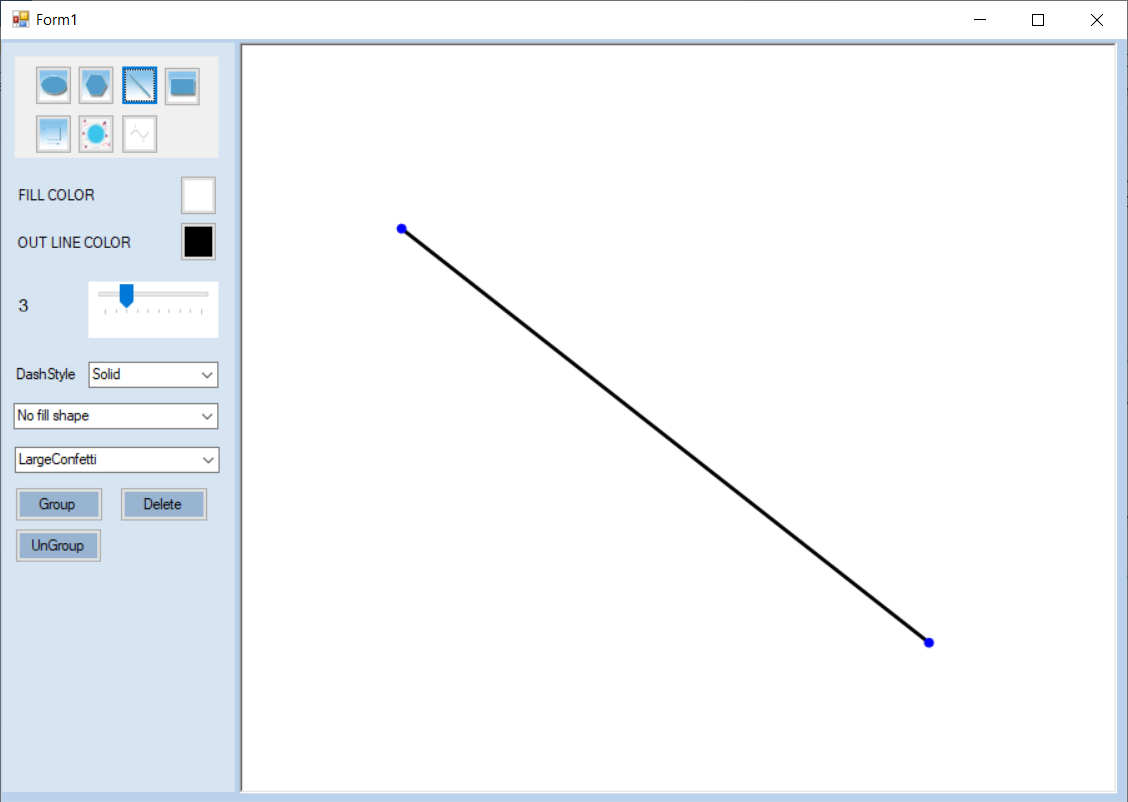 Form1
FILL COLOR
OUT LINE COLOR
3
DashStyle Solid
No fill shape
LargeConfetti
Group Delete
UnGroup